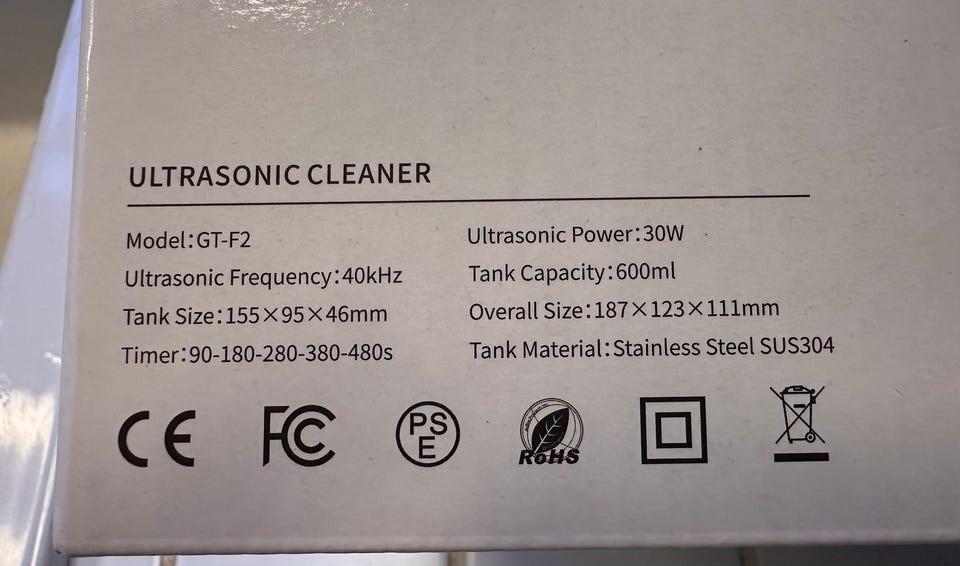 ULTRASONIC CLEANER
Model:GT-F2
Ultrasonic Frequency:40kHz
Tank Size:155×95×46mm
Timer:90-180-280-380-480s
Ultrasonic Power:30W
Tank Capacity:600ml
Overall Size:187×123×111mm
Tank Material:Stainless Steel SUS304
CE FC PS E RoHS